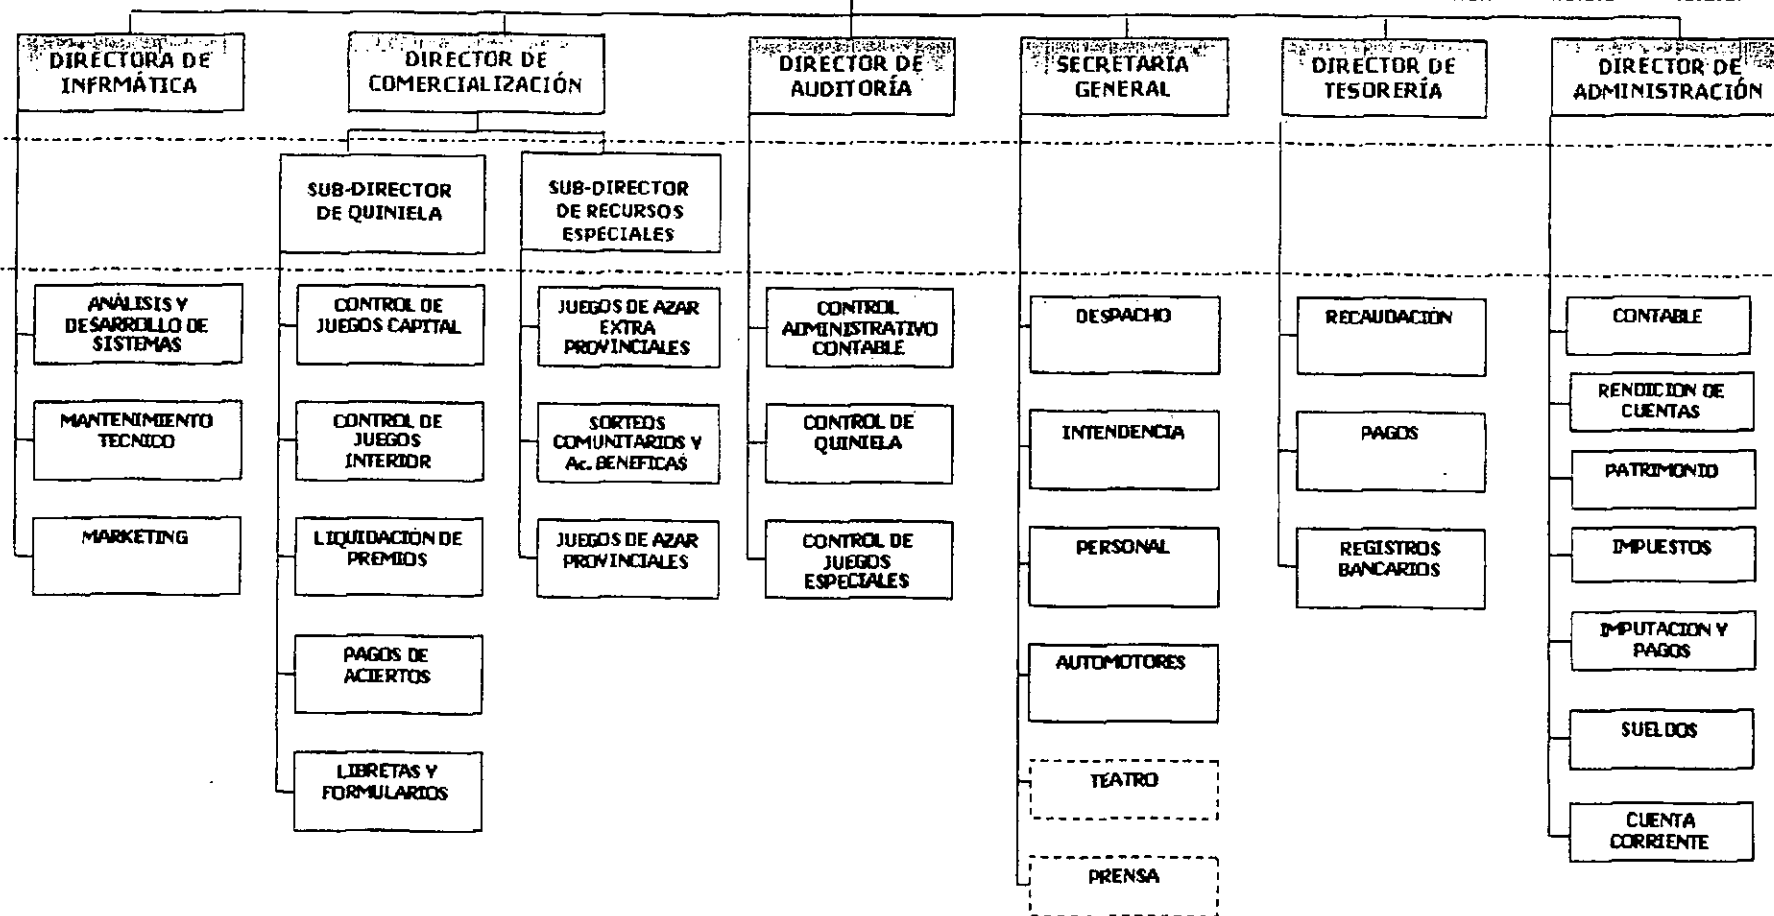 DIRECTORA DE
INFRMÁTICA
DIRECTOR DE
COMERCIALIZACIÓN
DIRECTOR DE
AUDITORÍA
SECRETARIA
GENERAL
DIRECTOR DE
TESORERÍA
DIRECTOR DE
ADMINISTRACIÓN
SUB-DIRECTOR
DE QUINIELA
SUB-DIRECTOR
DE RECURSOS
ESPECIALES
ANÁLISIS Y
DESARROLLO DE
SISTEMAS
MANTENIMIENTO
TECNICO
MARKETING
CONTROL DE
JUEGOS CAPITAL
CONTROL DE
JUEGOS
INTERIOR
LIQUIDACIÓN DE
PREMIOS
PAGOS DE
ACIERTOS
LIBRETAS Y
FORMULARIOS
JUEGOS DE AZAR
EXTRA
PROVINCIALES
SORTEOS
COMUNITARIOS Y
Ac. BENEFICAS
JUEGOS DE AZAR
PROVINCIALES
CONTROL
ADMINISTRATIVO
CONTABLE
CONTROL DE
QUINIELA
CONTROL DE
JUEGOS
ESPECIALES
DESPACHO
INTENDENCIA
PERSONAL
AUTOMOTORES
TEATRO
PRENSA
RECAUDACIÓN
PAGOS
REGISTROS
BANCARIOS
CONTABLE
RENDICION DE
CUENTAS
PATRIMONIO
IMPUESTOS
IMPUTACION Y
PAGOS
SUELDOS
CUENTA
CORRIENTE